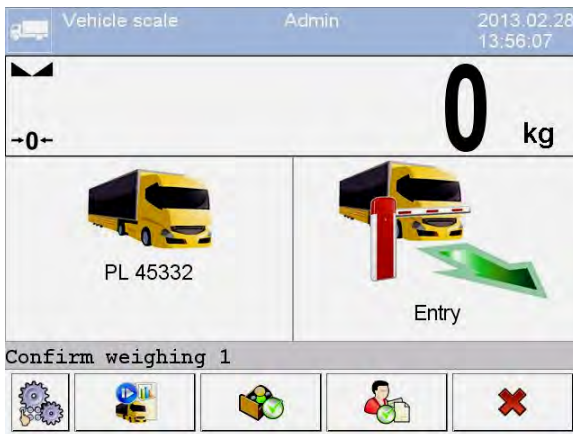 Vehicle scale Admin 2013.02.28
13:56:07
0 kg
→0←
PL 45332
Entry
Confirm weighing 1